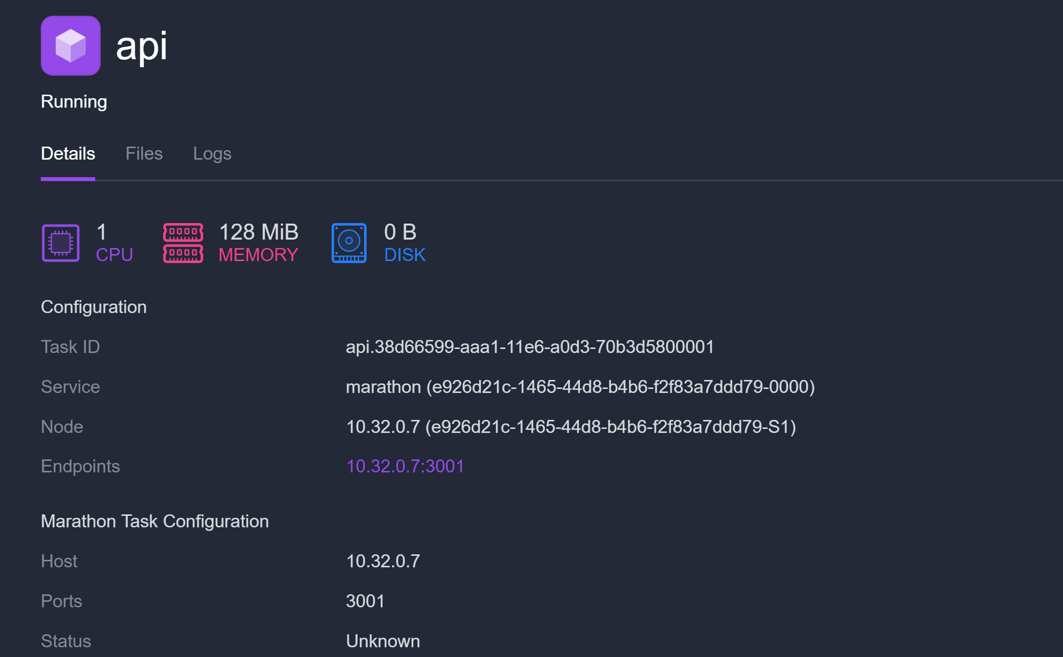 api
Running
Details Files Logs
1 CPU 128 MiB MEMORY 0 B DISK
Configuration
Task ID api.38d66599-aaa1-11e6-a0d3-70b3d5800001
Service marathon (e926d21c-1465-44d8-b4b6-f2f83a7ddd79-0000)
Node 10.32.0.7 (e926d21c-1465-44d8-b4b6-f2f83a7ddd79-S1)
Endpoints 10.32.0.7:3001
Marathon Task Configuration
Host 10.32.0.7
Ports 3001
Status Unknown